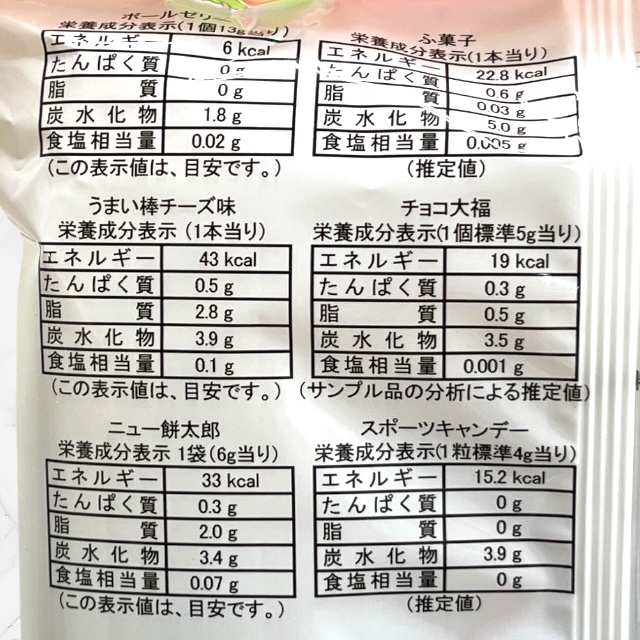 ボールゼリー
栄養成分表示(1個13g当り)
エネルギー 6 kcal
たんぱく質 0 g
脂質 0 g
炭水化物 1.8 g
食塩相当量 0.02 g
(この表示値は、目安です。)
ふ菓子
栄養成分表示(1本当り)
エネルギー 22.8 kcal
たんぱく質 0.6 g
脂質 0.03 g
炭水化物 5.0 g
食塩相当量 0.005 g
(推定値)
うまい棒チーズ味
栄養成分表示(1本当り)
エネルギー 43 kcal
たんぱく質 0.5 g
脂質 2.8 g
炭水化物 3.9 g
食塩相当量 0.1 g
(この表示値は、目安です。)
チョコ大福
栄養成分表示(1個標準5g当り)
エネルギー 19 kcal
たんぱく質 0.3 g
脂質 0.5 g
炭水化物 3.5 g
食塩相当量 0.001 g
(サンプル品の分析による推定値)
ニュー餅太郎
栄養成分表示 1袋(6g当り)
エネルギー 33 kcal
たんぱく質 0.3 g
脂質 2.0 g
炭水化物 3.4 g
食塩相当量 0.07 g
(この表示値は、目安です。)
スポーツキャンデー
栄養成分表示(1粒標準4g当り)
エネルギー 15.2 kcal
たんぱく質 0 g
脂質 0 g
炭水化物 3.9 g
食塩相当量 0 g
(推定値)